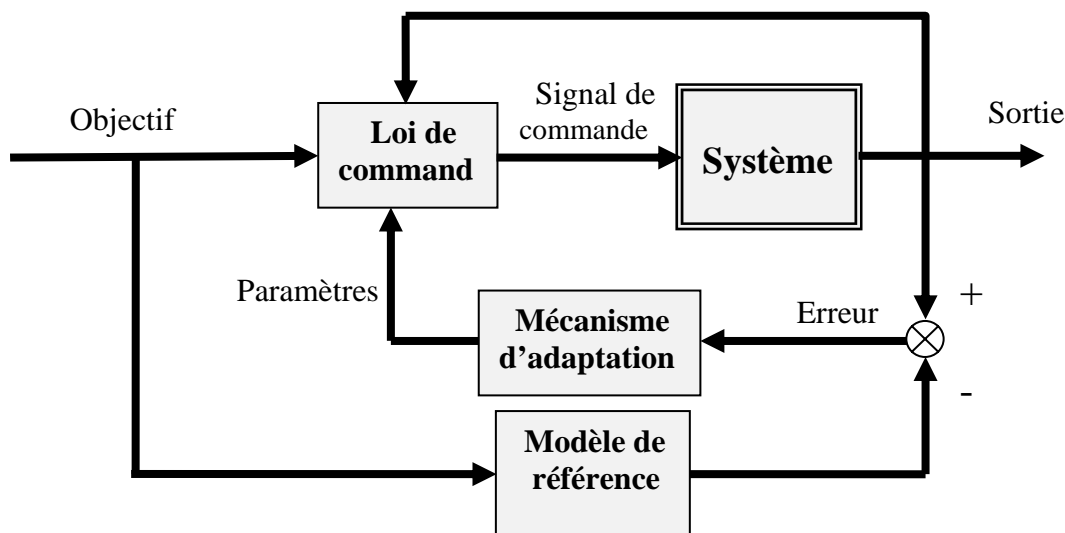 Objectif
Loi de
command
Signal de
commande
Système
Sortie
Paramètres
Mécanisme
d’adaptation
Erreur
+
-
Modèle de
référence